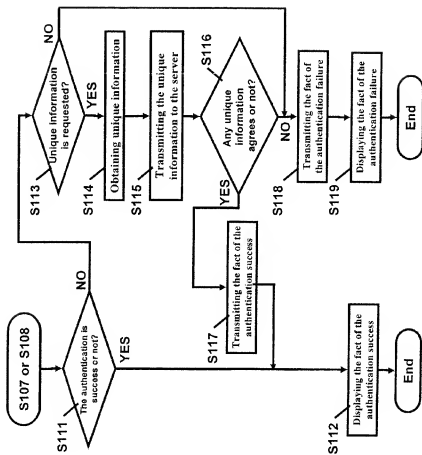 S107 or S108
S111
The authentication is
success or not?
NO
YES
S112
Displaying the fact of the
authentication success
End
S113
Unique information
is requested?
NO
YES
S114
Obtaining unique information
S115
Transmitting the unique
information to the server
S116
Any unique
information
agrees or not?
YES
NO
S117
Transmitting the fact of the
authentication success
S118
Transmitting the fact of
the authentication failure
S119
Displaying the fact of the
authentication failure
End